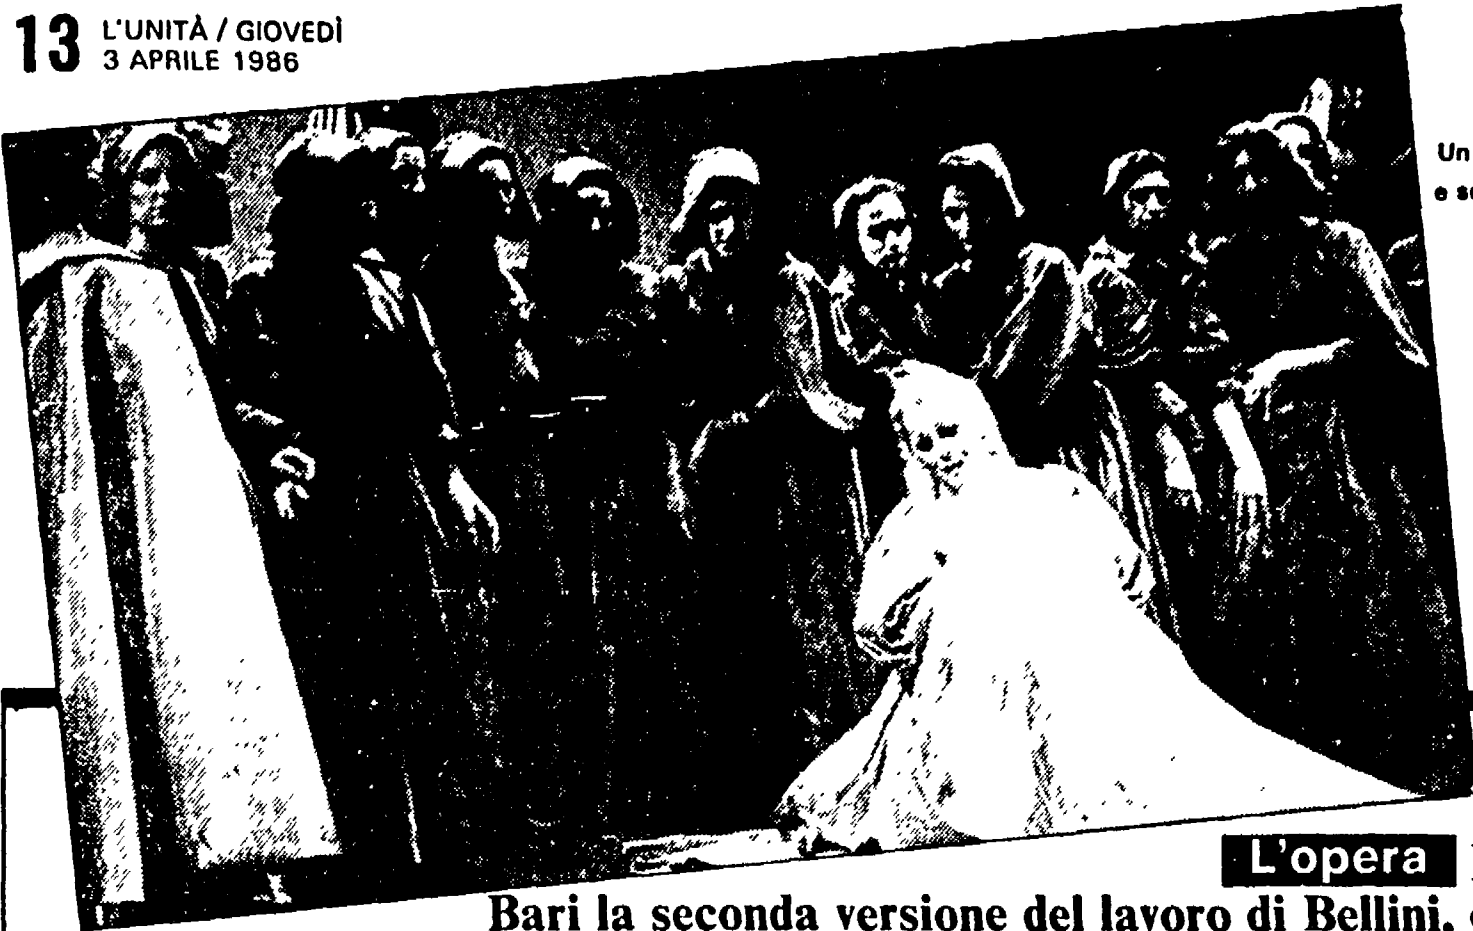 13 L'UNITÀ / GIOVEDÌ
3 APRILE 1986
Un
L'opera
Bari la seconda versione del lavoro di Bellini,